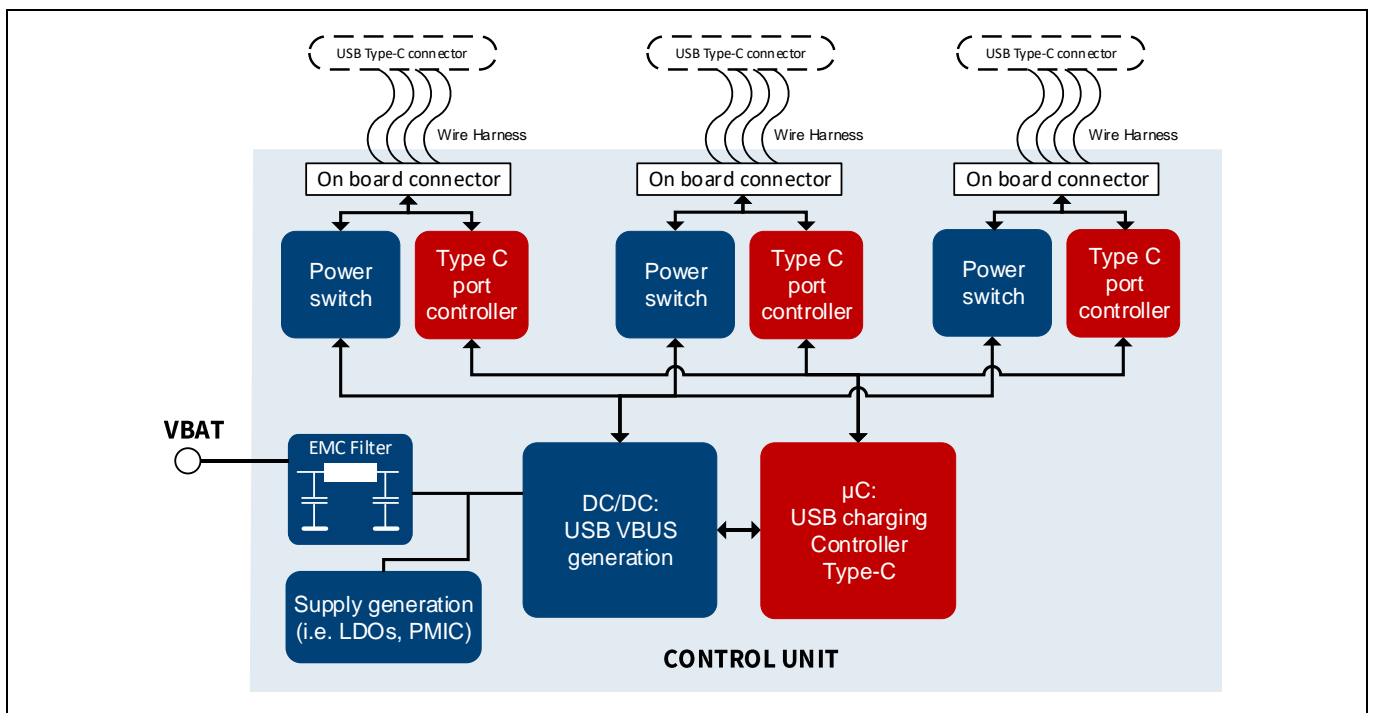 USB Type-C connector
USB Type-C connector
USB Type-C connector
Wire Harness
Wire Harness
Wire Harness
On board connector
On board connector
On board connector
Power
switch
Type C
port
controller
Power
switch
Type C
port
controller
Power
switch
Type C
port
controller
VBAT
EMC Filter
DC/DC:
USB VBUS
generation
µC:
USB charging
Controller
Type-C
Supply generation
(i.e. LDOs, PMIC)
CONTROL UNIT